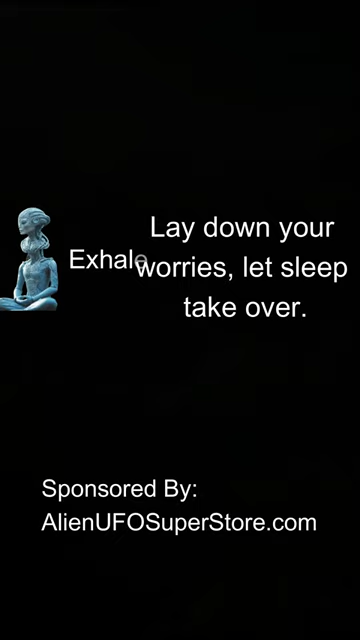 Lay down your
Exhale
worries, let sleep
take over.
Sponsored By:
AlienUFOSuperStore.com